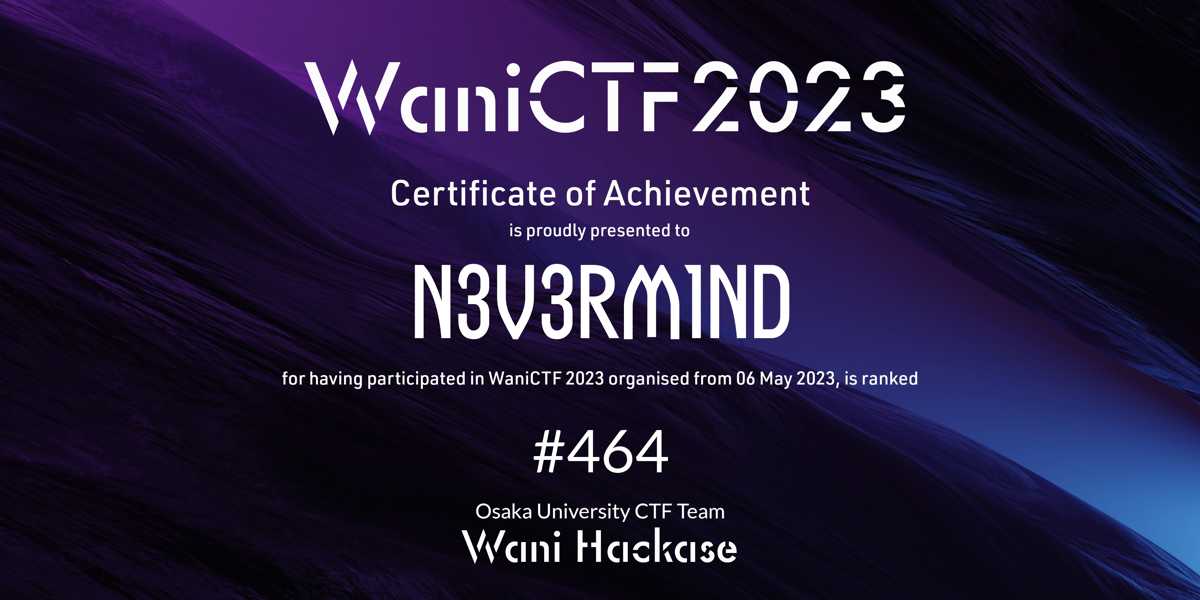 WaniCTF2023
Certificate of Achievement
is proudly presented to
N3V3RM1ND
for having participated in WaniCTF 2023 organised from 06 May 2023, is ranked
#464
Osaka University CTF Team
Wani Hackase